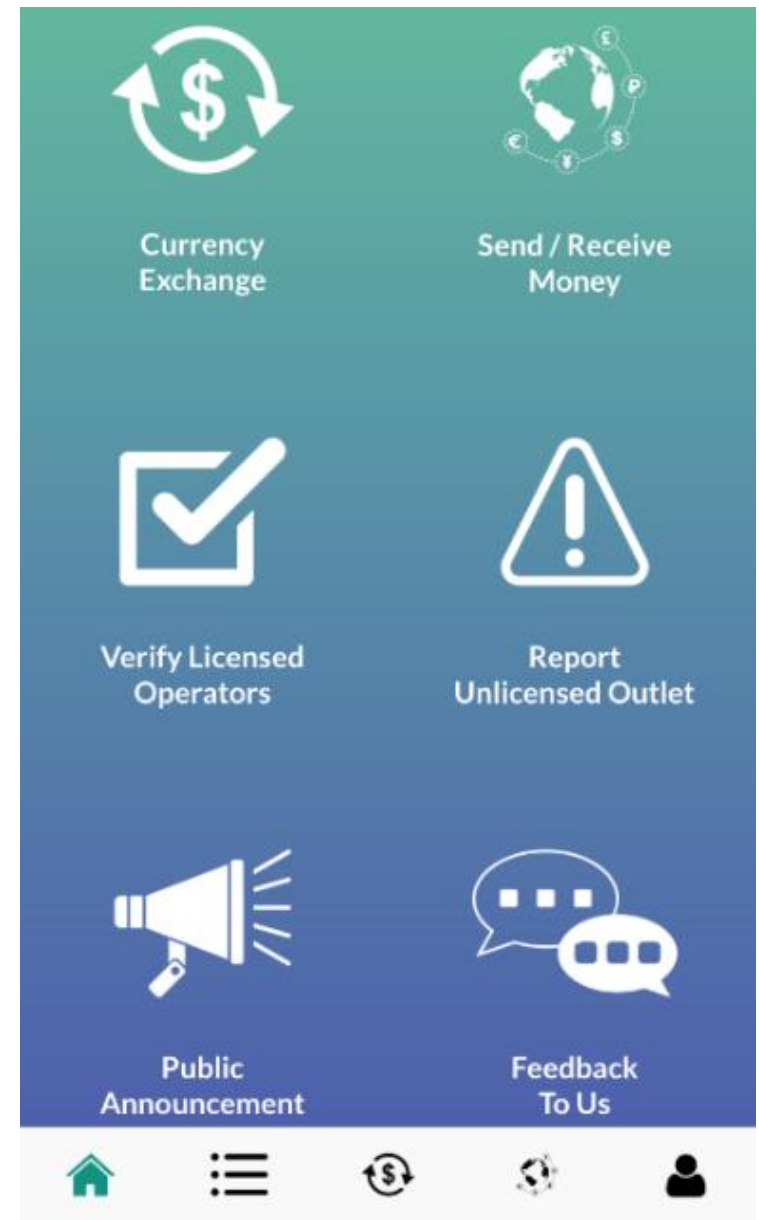 $
£
₽
$
¥
€
Currency
Exchange
Send / Receive
Money
Verify Licensed
Operators
Report
Unlicensed Outlet
Public
Announcement
Feedback
To Us
$